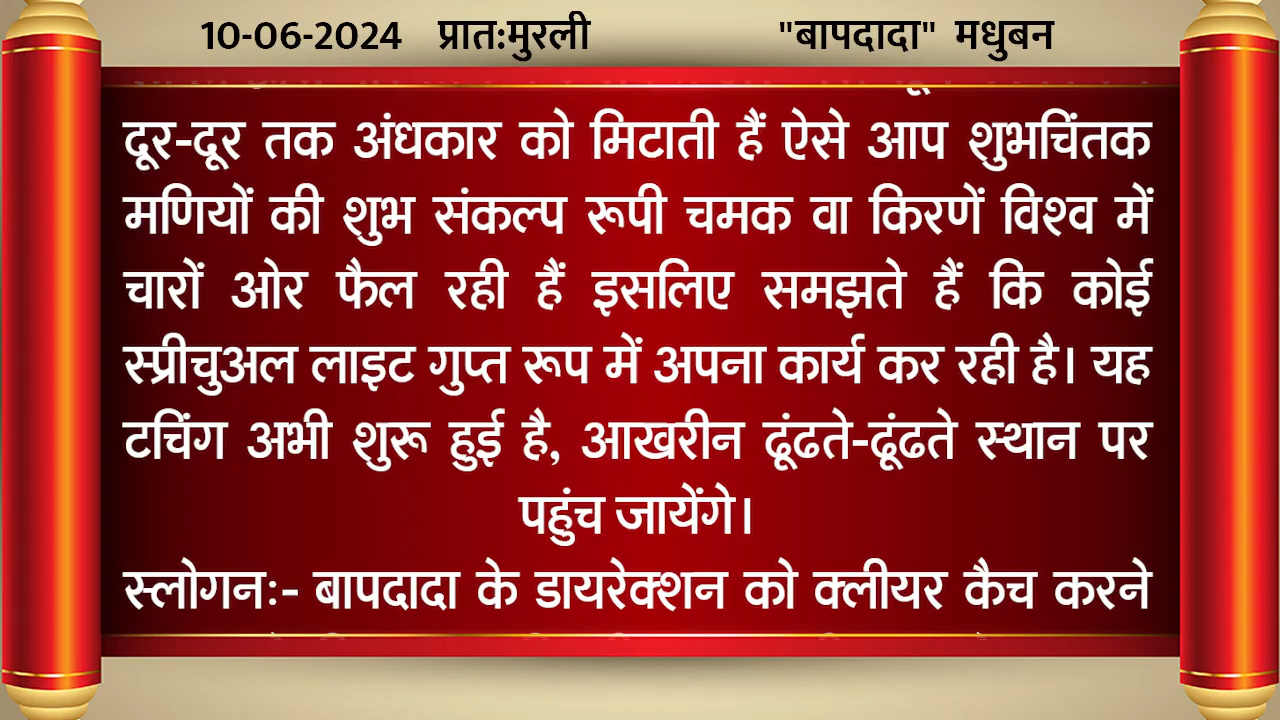 10-06-2024 प्रात:मुरली "बापदादा" मधुबन
दूर-दूर तक अंधकार को मिटाती हैं ऐसे आप शुभचिंतक
मणियों की शुभ संकल्प रूपी चमक वा किरणें विश्व में
चारों ओर फैल रही हैं इसलिए समझते हैं कि कोई
स्प्रीचुअल लाइट गुप्त रूप में अपना कार्य कर रही है। यह
टचिंग अभी शुरू हुई है, आखरीन ढूंढते-ढूंढते स्थान पर
पहुंच जायेंगे।
स्लोगनः- बापदादा के डायरेक्शन को क्लीयर कैच करने